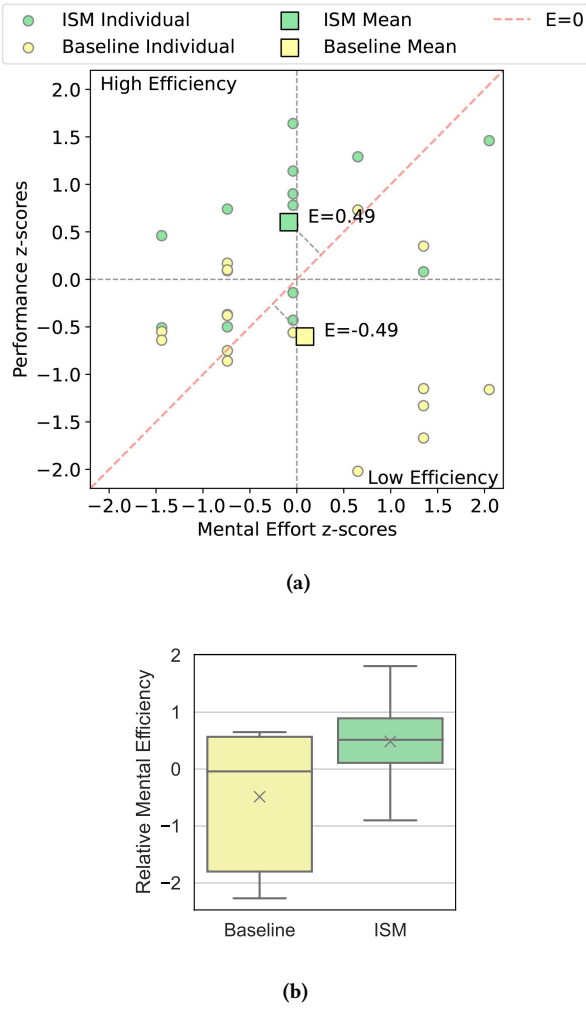 ISM Individual ISM Mean E=0
Baseline Individual Baseline Mean
High Efficiency
2.0
1.5
1.0
0.5
0.0
−0.5
−1.0
−1.5
−2.0
Performance z-scores
E=0.49
E=-0.49
Low Efficiency
−2.0 −1.5 −1.0 −0.5 0.0 0.5 1.0 1.5 2.0
Mental Effort z-scores
(a)
2
1
0
−1
−2
Relative Mental Efficiency
Baseline ISM
(b)